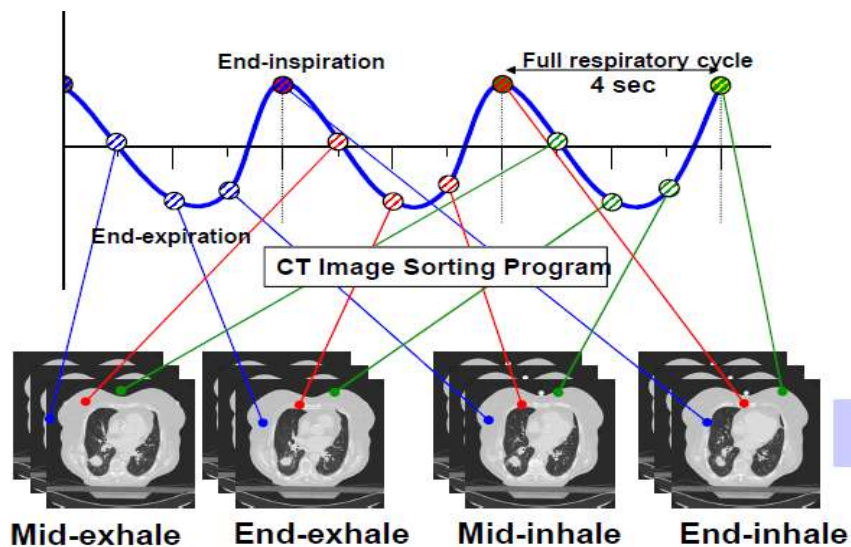 End-inspiration
Full respiratory cycle
4 sec
End-expiration
CT Image Sorting Program
Mid-exhale
End-exhale
Mid-inhale
End-inhale